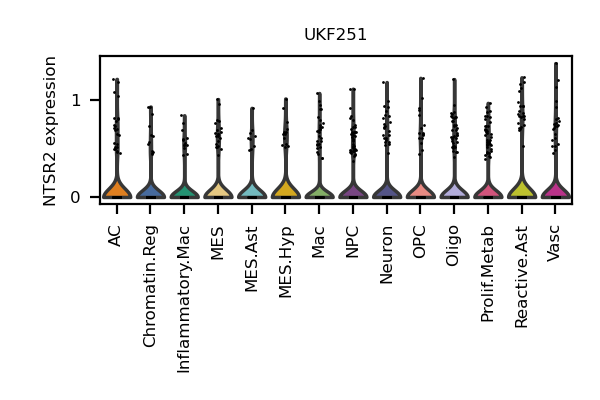 UKF251
NTSR2 expression
1
0
AC
Chromatin.Reg
Inflammatory.Mac
MES
MES.Ast
MES.Hyp
Mac
NPC
Neuron
OPC
Oligo
Prolif.Metab
Reactive.Ast
Vasc